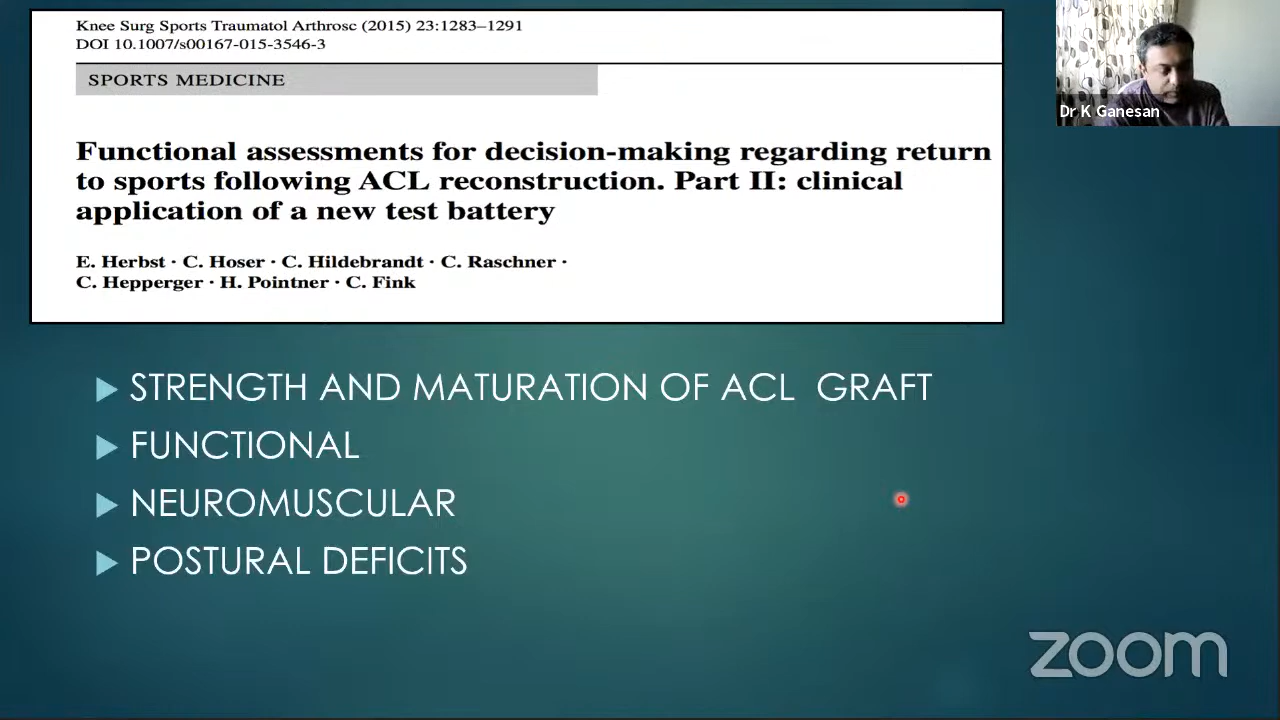 Knee Surg Sports Traumatol Arthrosc (2015) 23:1283–1291
DOI 10.1007/s00167-015-3546-3
SPORTS MEDICINE
Functional assessments for decision-making regarding return
to sports following ACL reconstruction. Part II: clinical
application of a new test battery
E. Herbst · C. Hoser · C. Hildebrandt · C. Raschner ·
C. Hepperger · H. Pointner · C. Fink
Dr K Ganesan
STRENGTH AND MATURATION OF ACL GRAFT
FUNCTIONAL
NEUROMUSCULAR
POSTURAL DEFICITS
zoom